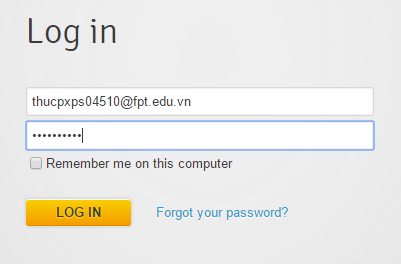 Log in
thucpxps04510@fpt.edu.vn
••••••••••
Remember me on this computer
LOG IN
Forgot your password?